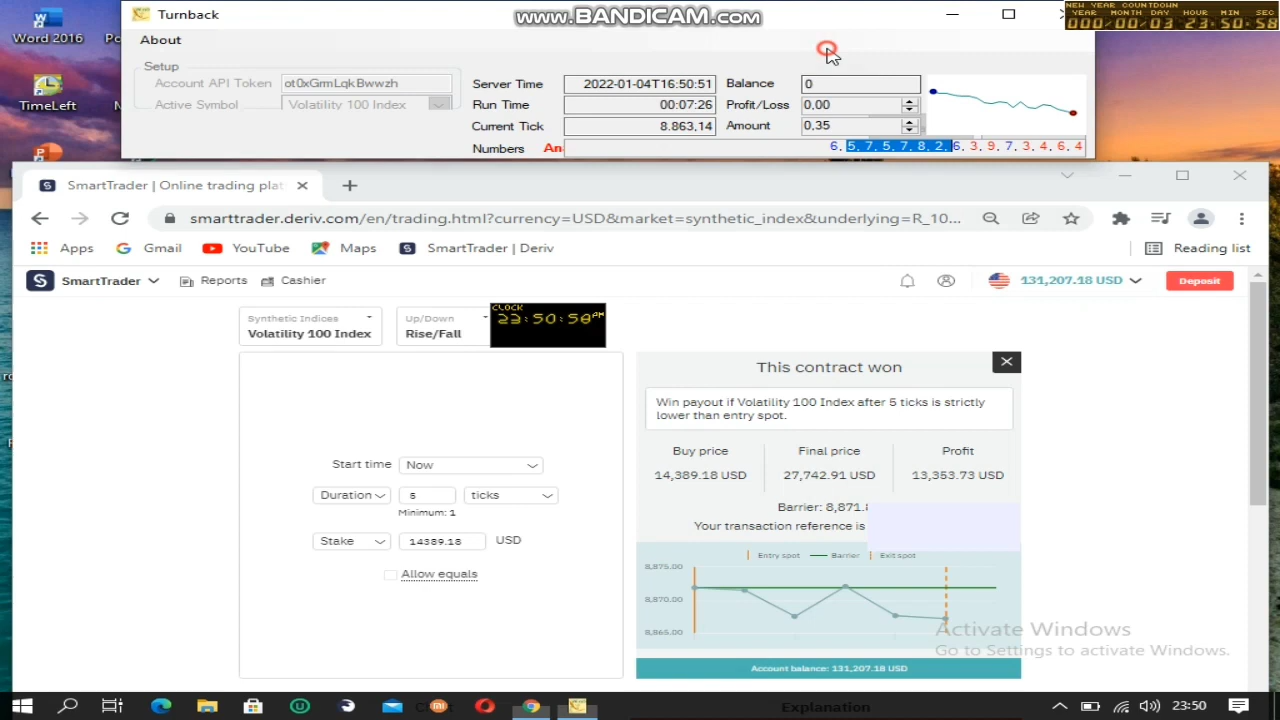 Word 2016
Po
TimeLeft
www.BANDICAM.com
NEW YEAR COUNTDOWN
YEAR MONTH DAY HOUR MIN SEC
000/00/03 23:50:58
Turnback
About
Setup
Account API Token ot0xGrmLqkBwwzh
Active Symbol Volatility 100 Index
Server Time 2022-01-04T16:50:51
Run Time 00:07:26
Current Tick 8.863,14
Numbers
Balance 0
Profit/Loss 0,00
Amount 0,35
An
6, 5, 7, 5, 7, 8, 2, 6, 3, 9, 7, 3, 4, 6, 4
SmartTrader | Online trading plat
smarttrader.deriv.com/en/trading.html?currency=USD&market=synthetic_index&underlying=R_10...
Apps Gmail YouTube Maps SmartTrader | Deriv Reading list
SmartTrader Reports Cashier 131,207.18 USD Deposit
Synthetic Indices
Volatility 100 Index
Up/Down
Rise/Fall
CLOCK
23:50:58
Start time Now
Duration 5 ticks
Minimum: 1
Stake 14389.18 USD
Allow equals
This contract won
Win payout if Volatility 100 Index after 5 ticks is strictly
lower than entry spot.
Buy price Final price Profit
14,389.18 USD 27,742.91 USD 13,353.73 USD
Barrier: 8,871.
Your transaction reference is
Entry spot Barrier Exit spot
8,875.00
8,870.00
8,865.00
Account balance: 131,207.18 USD
Activate Windows
Go to Settings to activate Windows.
Explanation
23:50